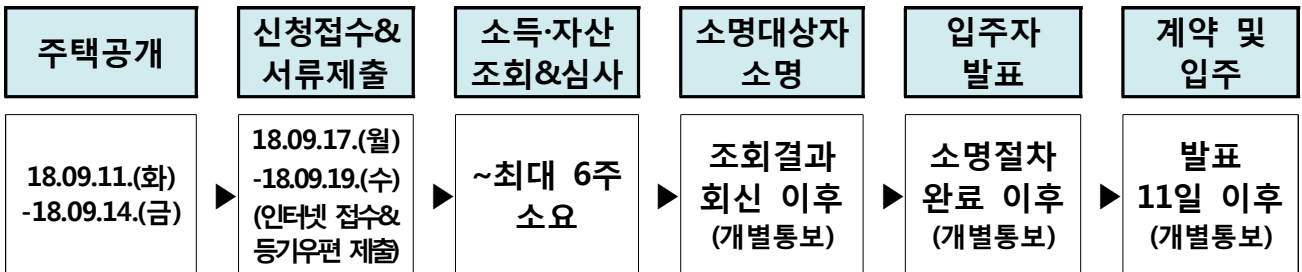 주택공개
신청접수&
서류제출
소득·자산
조회&심사
소명대상자
소명
입주자
발표
계약 및
입주
18.09.11.(화)
-18.09.14.(금)
▶
18.09.17.(월)
-18.09.19.(수)
(인터넷 접수&
등기우편 제출)
▶
~최대 6주
소요
▶
조회결과
회신 이후
(개별통보)
▶
소명절차
완료 이후
(개별통보)
▶
발표
11일 이후
(개별통보)